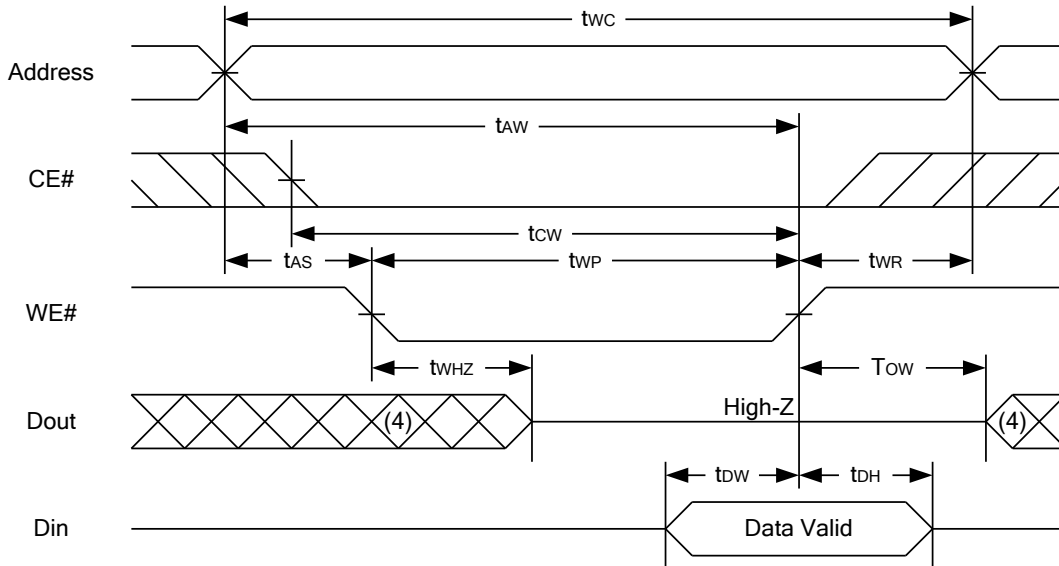 tWC
Address
tAW
CE#
tCW
tAS tWP tWR
WE#
tWHZ TOW
High-Z
Dout (4) (4)
tDW tDH
Din Data Valid